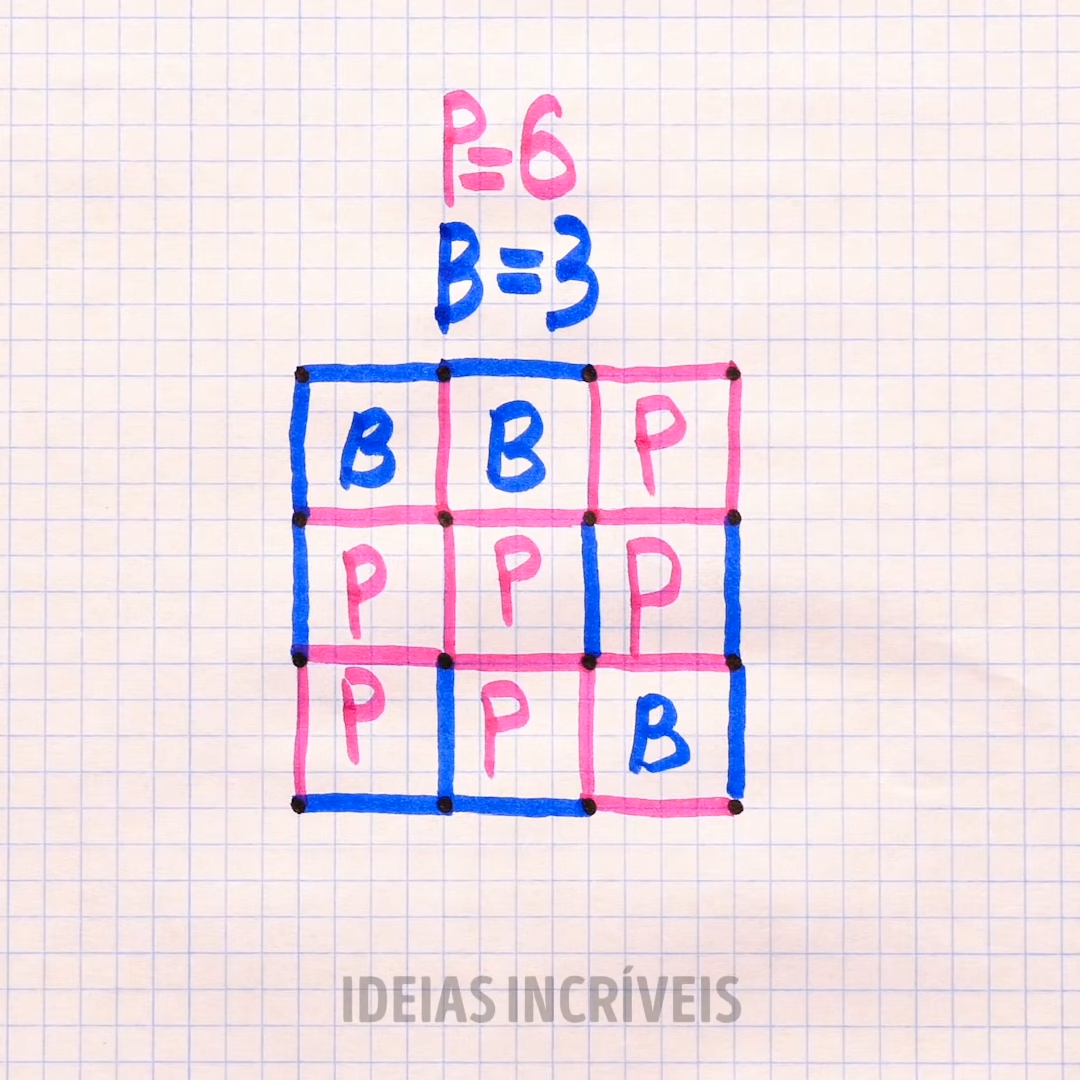 P=6
B=3
B B P
P P P
P P B
IDEIAS INCRÍVEIS